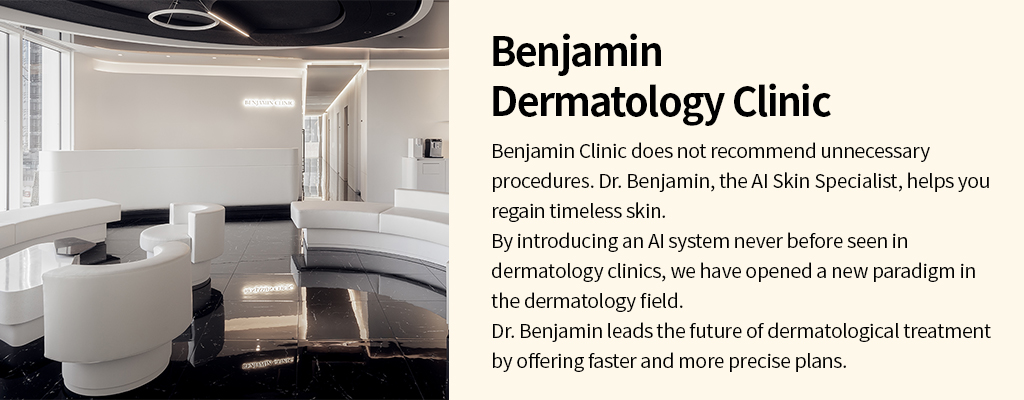 BENJAMIN CLINIC
Benjamin
Dermatology Clinic
Benjamin Clinic does not recommend unnecessary
procedures. Dr. Benjamin, the AI Skin Specialist, helps you
regain timeless skin.
By introducing an AI system never before seen in
dermatology clinics, we have opened a new paradigm in
the dermatology field.
Dr. Benjamin leads the future of dermatological treatment
by offering faster and more precise plans.